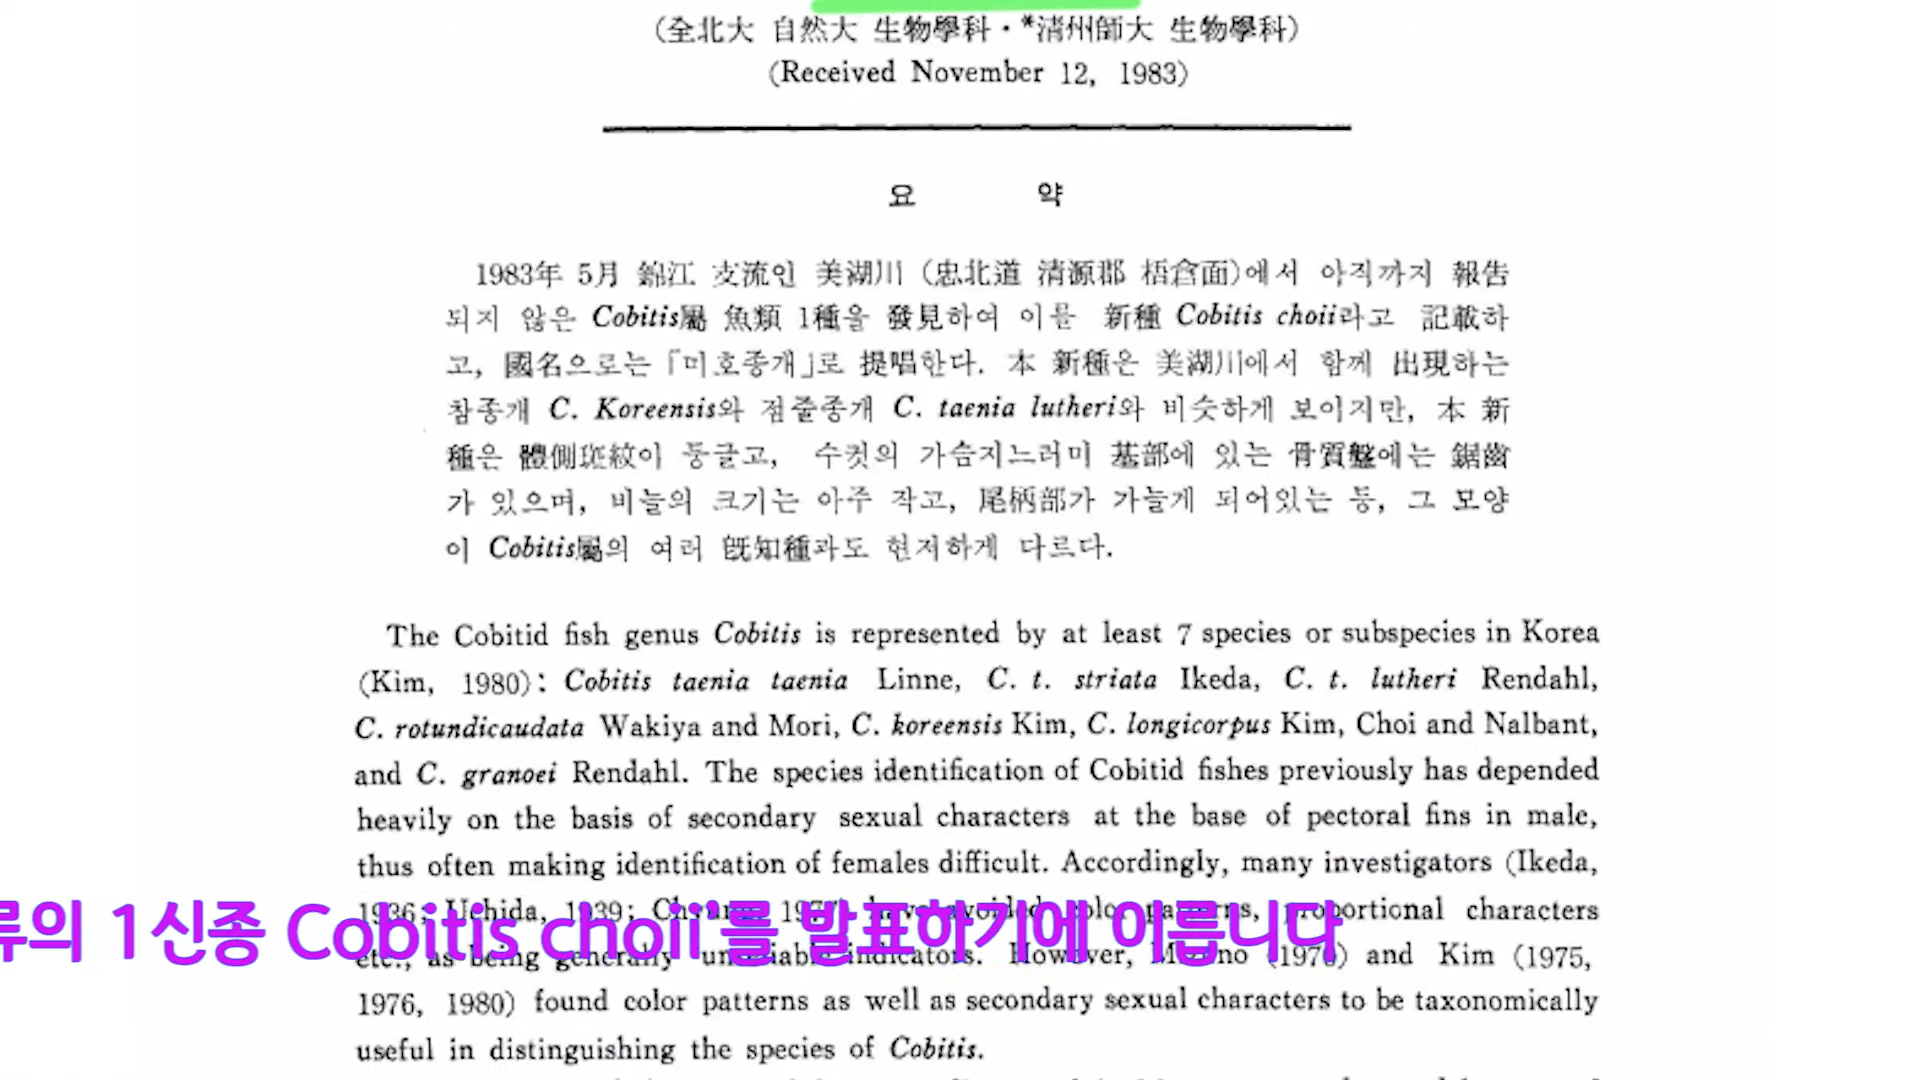 (全北大 自然大 生物學科·*淸州師大 生物學科)
(Received November 12, 1983)
요 약
1983年 5月 錦江 支流인 美湖川 (忠北道 淸源郡 梧倉面)에서 아직까지 報告
되지 않은 Cobitis屬 魚類 1種을 發見하여 이를 新種 Cobitis choii라고 記載하
고, 國名으로는 「미호종개」로 提唱한다. 本 新種은 美湖川에서 함께 出現하는
참종개 C. Koreensis와 점줄종개 C. taenia lutheri와 비슷하게 보이지만, 本 新
種은 體側斑紋이 둥글고, 수컷의 가슴지느러미 基部에 있는 骨質盤에는 鋸齒
가 있으며, 비늘의 크기는 아주 작고, 尾柄部가 가늘게 되어있는 등, 그 모양
이 Cobitis屬의 여러 旣知種과도 현저하게 다르다.
The Cobitid fish genus Cobitis is represented by at least 7 species or subspecies in Korea
(Kim, 1980): Cobitis taenia taenia Linne, C. t. striata Ikeda, C. t. lutheri Rendahl,
C. rotundicaudata Wakiya and Mori, C. koreensis Kim, C. longicorpus Kim, Choi and Nalbant,
and C. granoei Rendahl. The species identification of Cobitid fishes previously has depended
heavily on the basis of secondary sexual characters at the base of pectoral fins in male,
thus often making identification of females difficult. Accordingly, many investigators (Ikeda,
1936; Uchida, 1939; have avoided color patterns, proportional characters
etc., as being generally indicators. However, (1976) and Kim (1975,
류의 1신종 Cobitis choii'를 발표하기에 이릅니다
1976, 1980) found color patterns as well as secondary sexual characters to be taxonomically
useful in distinguishing the species of Cobitis.